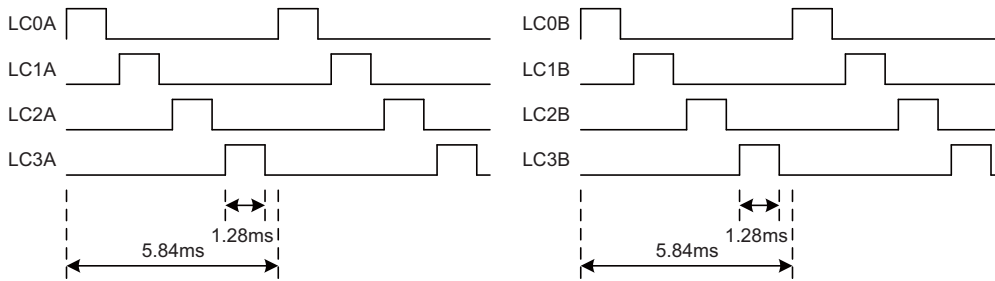 LC0A
LC1A
LC2A
LC3A
1.28ms
5.84ms
LC0B
LC1B
LC2B
LC3B
1.28ms
5.84ms